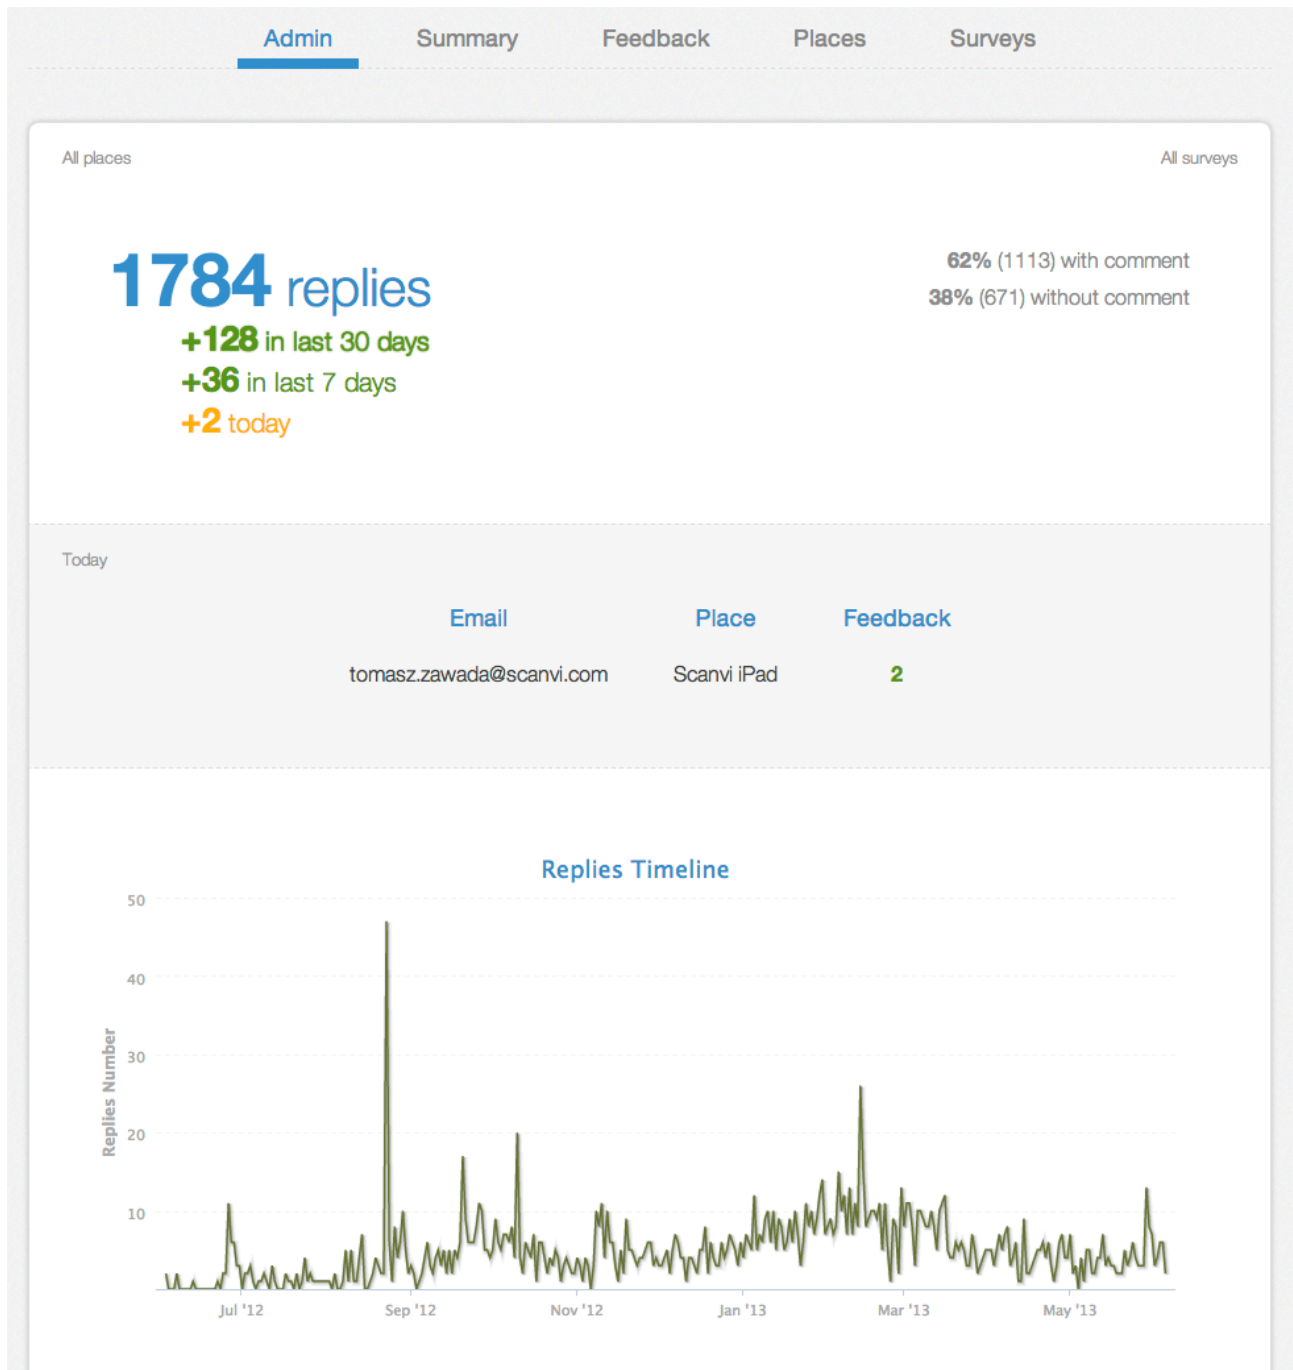 Admin Summary Feedback Places Surveys
All places
All surveys
1784 replies
+128 in last 30 days
+36 in last 7 days
+2 today
62% (1113) with comment
38% (671) without comment
Today
Email Place Feedback
tomasz.zawada@scanvi.com Scanvi iPad 2
Replies Timeline
Replies Number
50
40
30
20
10
Jul '12 Sep '12 Nov '12 Jan '13 Mar '13 May '13